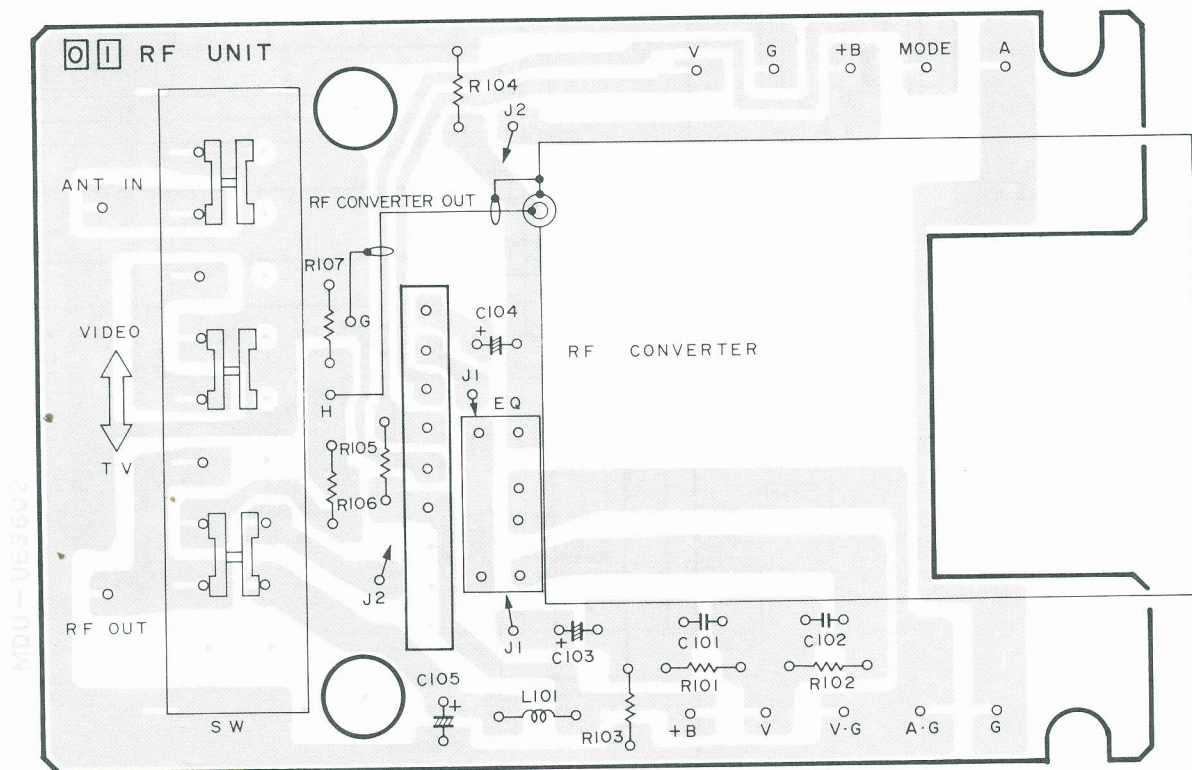 01 RF UNIT
V G +B MODE A
R104
J2
ANT IN
RF CONVERTER OUT
R107
G
C104
+
VIDEO
RF CONVERTER
J1
EQ
H
R105
TV
R106
J2
RF OUT
J1
+
C103
C101
C102
C105
+
R101
R102
L101
SW
R103
+B V V·G A·G G